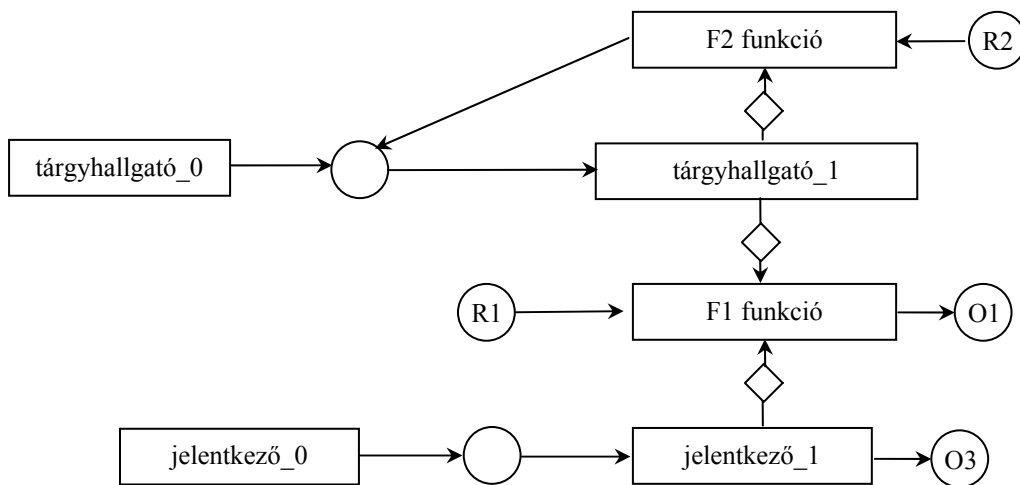 F2 funkció
R2
tárgyhallgató_0
tárgyhallgató_1
R1
F1 funkció
O1
jelentkező_0
jelentkező_1
O3